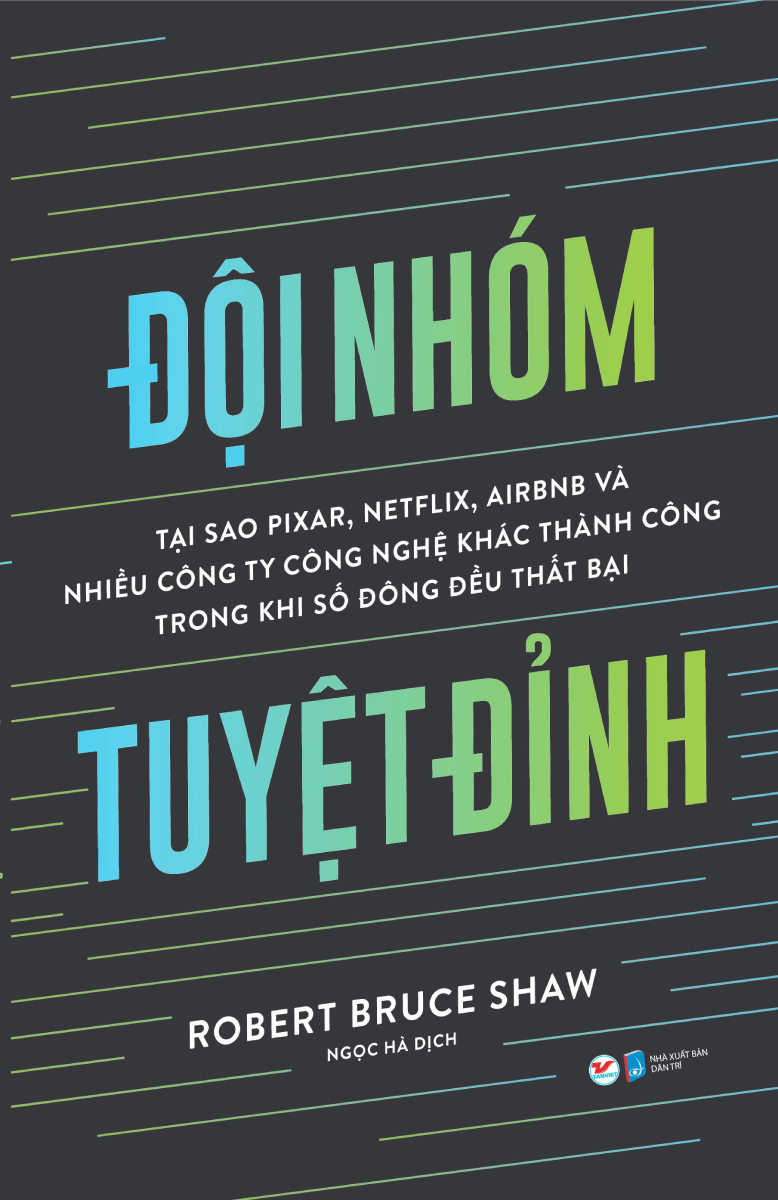 ĐỘI NHÓM
TẠI SAO PIXAR, NETFLIX, AIRBNB VÀ
NHIỀU CÔNG TY CÔNG NGHỆ KHÁC THÀNH CÔNG
TRONG KHI SỐ ĐÔNG ĐỀU THẤT BẠI
TUYỆT ĐỈNH
ROBERT BRUCE SHAW
NGỌC HÀ DỊCH
TANVIET
NHÀ XUẤT BẢN
DÂN TRÍ